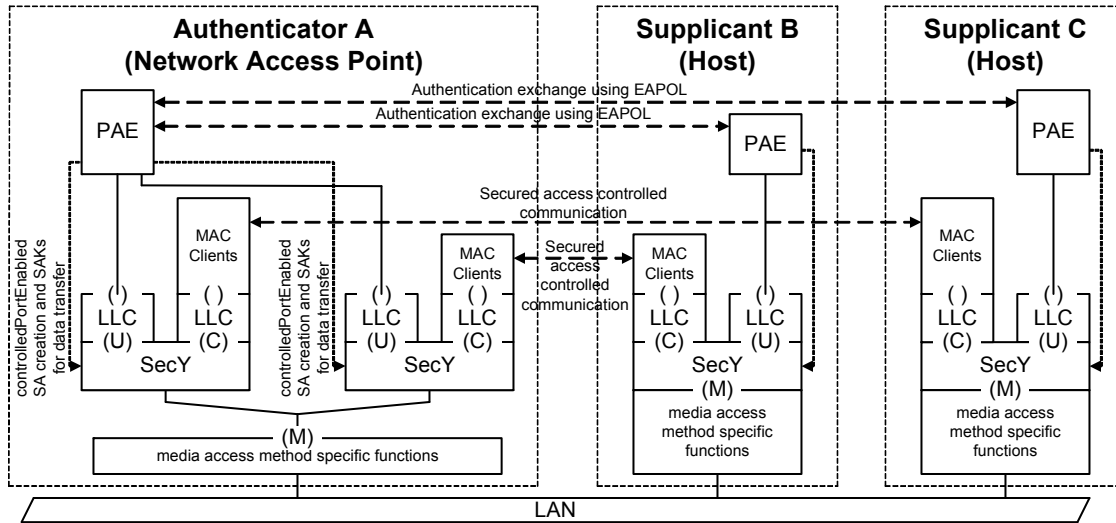 Authenticator A
(Network Access Point)
Supplicant B
(Host)
Supplicant C
(Host)
Authentication exchange using EAPOL
Authentication exchange using EAPOL
PAE
PAE
PAE
Secured access controlled
communication
MAC
Clients
MAC
Clients
Secured
access
controlled
communication
MAC
Clients
MAC
Clients
controlledPortEnabled
SA creation and SAKs
for data transfer
controlledPortEnabled
SA creation and SAKs
for data transfer
( )
LLC
(U)
( )
LLC
(C)
SecY
( )
LLC
(U)
( )
LLC
(C)
SecY
( )
LLC
(C)
( )
LLC
(U)
SecY
(M)
media access
method specific
functions
( )
LLC
(C)
( )
LLC
(U)
SecY
(M)
media access
method specific
functions
(M)
media access method specific functions
LAN